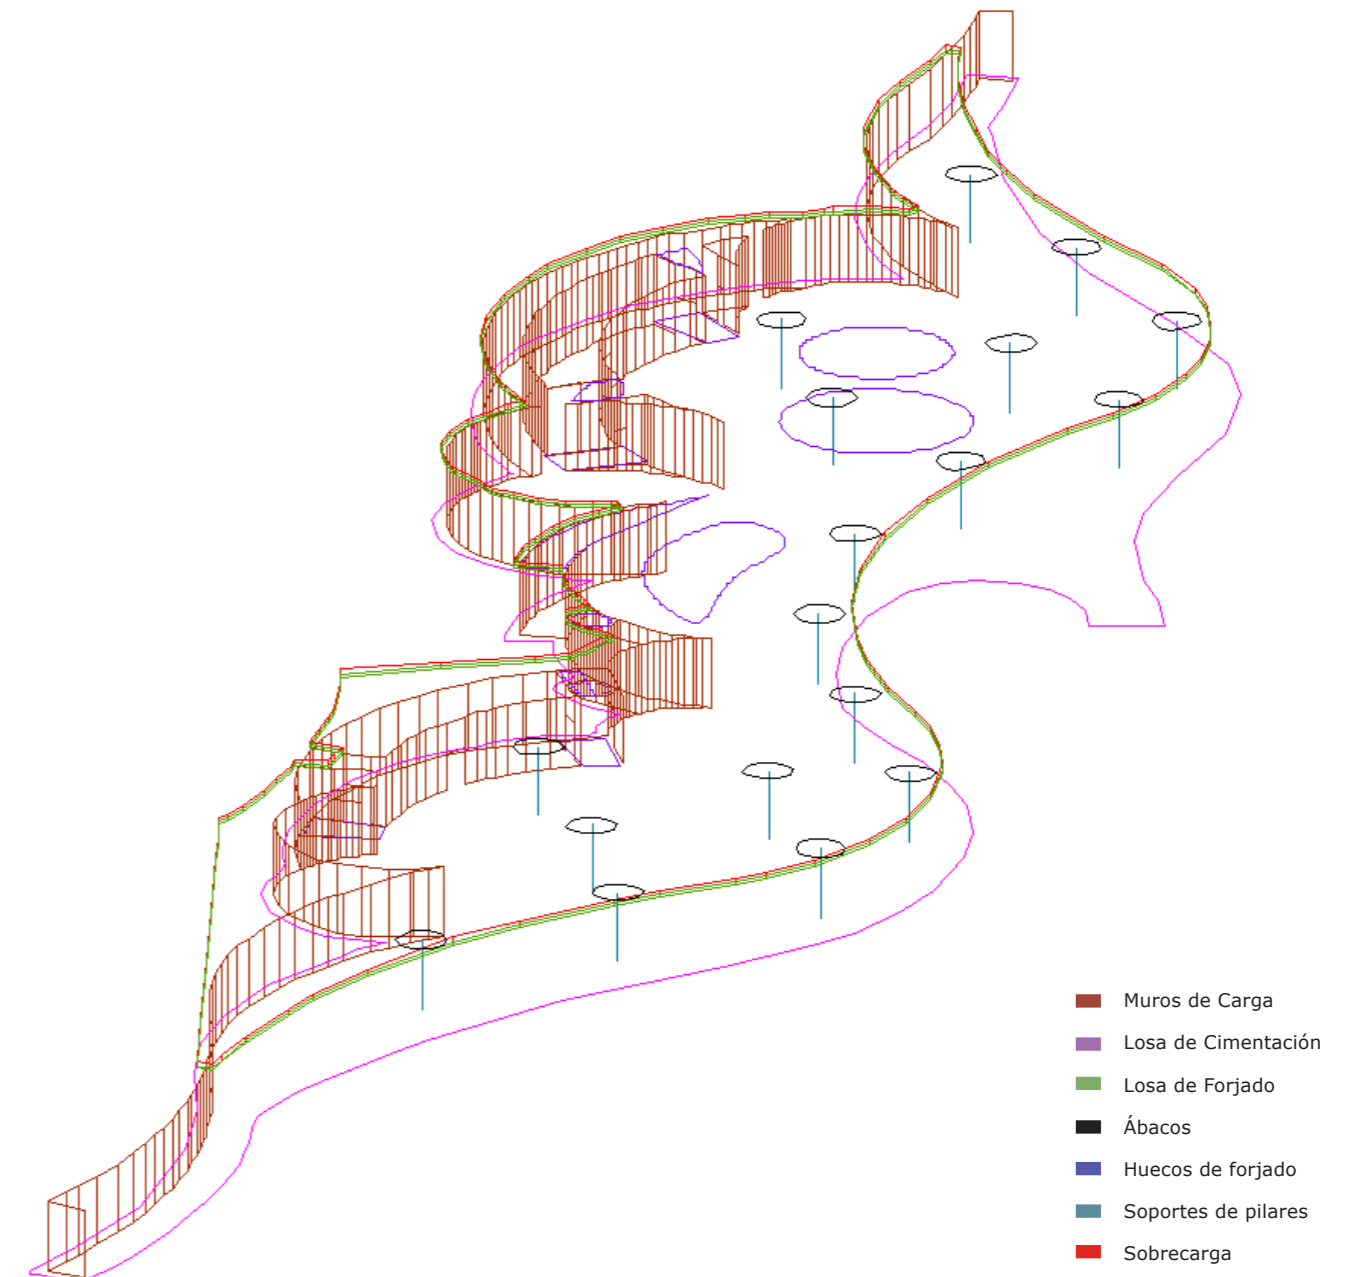 Muros de Carga
Losa de Cimentación
Losa de Forjado
Ábacos
Huecos de forjado
Soportes de pilares
Sobrecarga